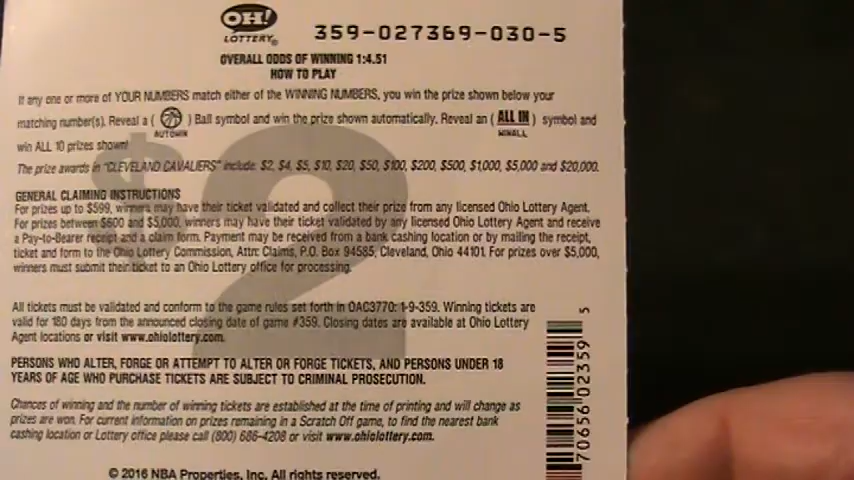 OH!
LOTTERY®
359-027369-030-5
OVERALL ODDS OF WINNING 1:4.51
HOW TO PLAY
If any one or more of YOUR NUMBERS match either of the WINNING NUMBERS, you win the prize shown below your
matching number(s). Reveal a ( AUTOWIN ) Ball symbol and win the prize shown automatically. Reveal an ( ALL IN WINALL ) symbol and
win ALL 10 prizes shown!
The prize awards in "CLEVELAND CAVALIERS" include: $2, $4, $5, $10, $20, $50, $100, $200, $500, $1,000, $5,000 and $20,000.
$2
GENERAL CLAIMING INSTRUCTIONS
For prizes up to $599, winners may have their ticket validated and collect their prize from any licensed Ohio Lottery Agent.
For prizes between $600 and $5,000, winners may have their ticket validated by any licensed Ohio Lottery Agent and receive
a Pay-to-Bearer receipt and a claim form. Payment may be received from a bank cashing location or by mailing the receipt,
ticket and form to the Ohio Lottery Commission, Attn: Claims, P.O. Box 94585, Cleveland, Ohio 44101. For prizes over $5,000,
winners must submit their ticket to an Ohio Lottery office for processing.
All tickets must be validated and conform to the game rules set forth in OAC3770: 1-9-359. Winning tickets are
valid for 180 days from the announced closing date of game #359. Closing dates are available at Ohio Lottery
Agent locations or visit www.ohiolottery.com.
PERSONS WHO ALTER, FORGE OR ATTEMPT TO ALTER OR FORGE TICKETS, AND PERSONS UNDER 18
YEARS OF AGE WHO PURCHASE TICKETS ARE SUBJECT TO CRIMINAL PROSECUTION.
Chances of winning and the number of winning tickets are established at the time of printing and will change as
prizes are won. For current information on prizes remaining in a Scratch Off game, to find the nearest bank
cashing location or Lottery office please call (800) 686-4208 or visit www.ohiolottery.com.
© 2016 NBA Properties, Inc. All rights reserved.
70656 02359 5